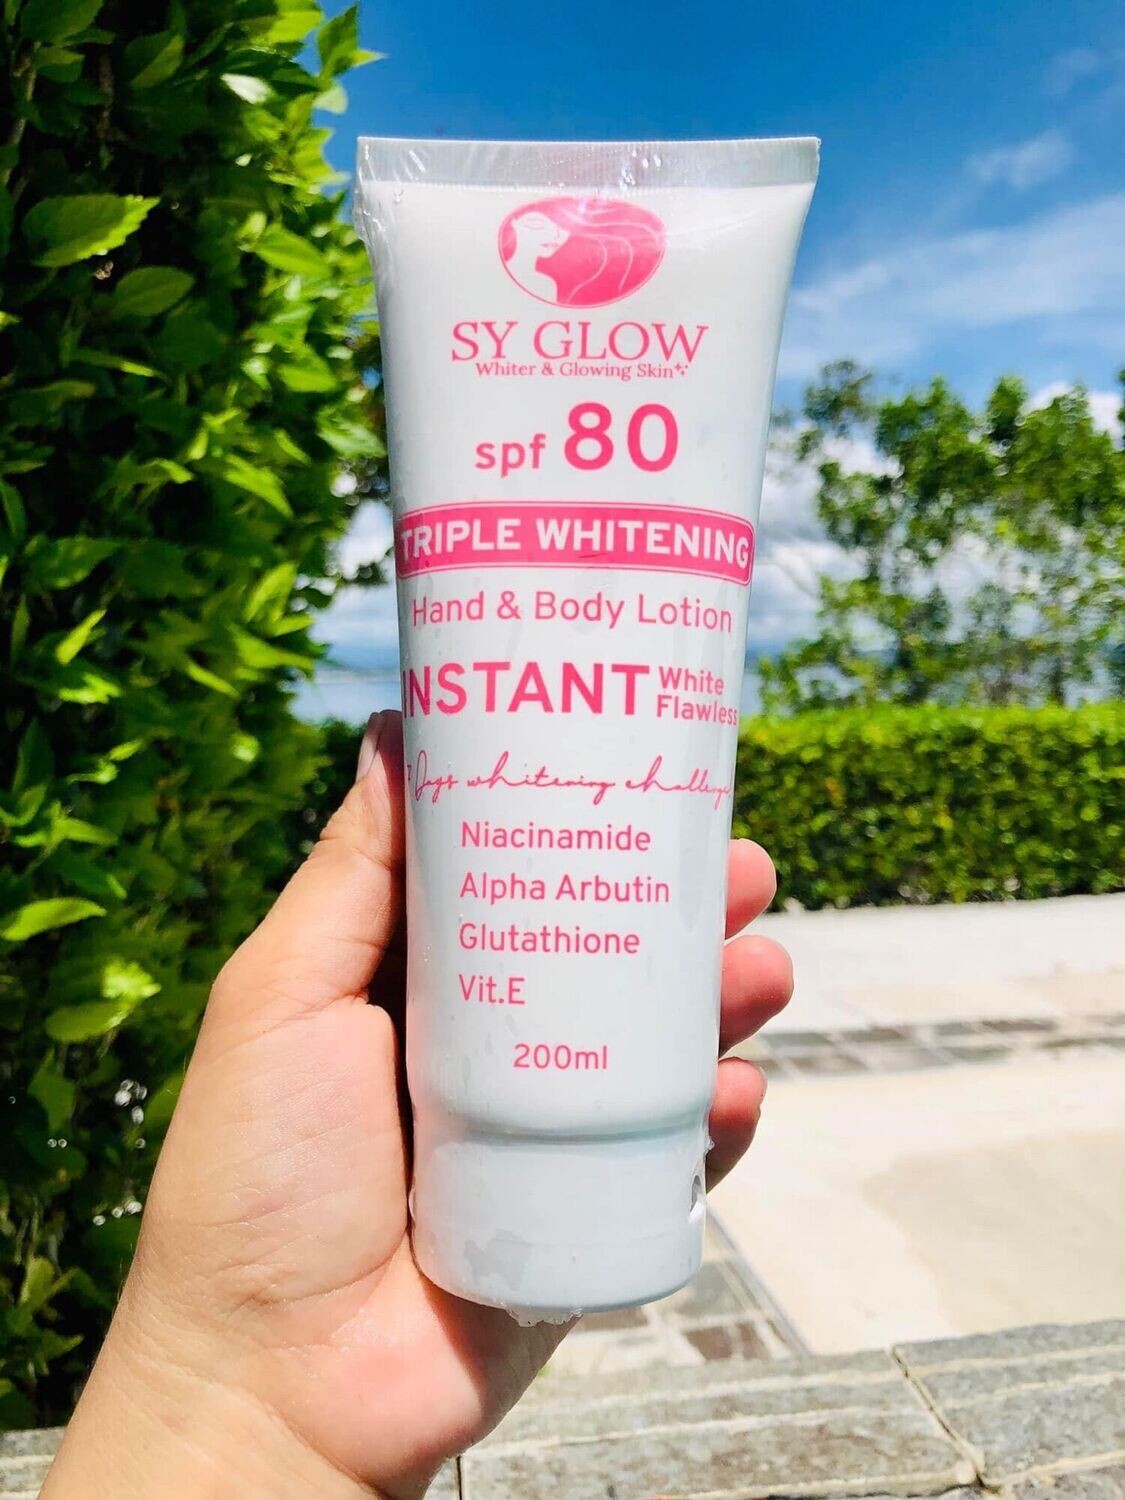 SY GLOW
Whiter & Glowing Skin
spf 80
TRIPLE WHITENING
Hand & Body Lotion
INSTANT White
Flawless
7 Days whitening challenge
Niacinamide
Alpha Arbutin
Glutathione
Vit.E
200ml